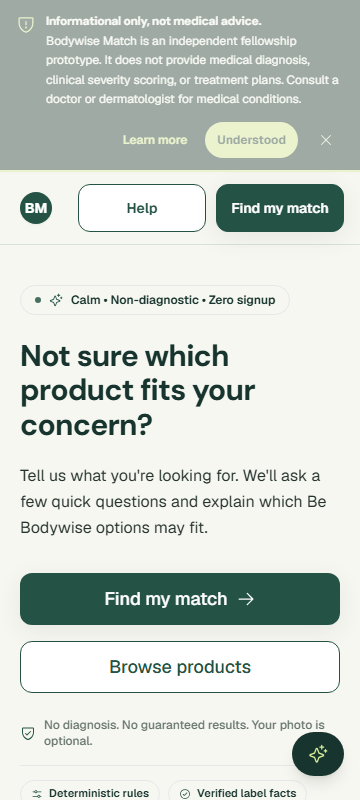 Informational only, not medical advice.
Bodywise Match is an independent fellowship
prototype. It does not provide medical diagnosis,
clinical severity scoring, or treatment plans. Consult a
doctor or dermatologist for medical conditions.
Learn more
Understood
BM
Help
Find my match
Calm • Non-diagnostic • Zero signup
Not sure which
product fits your
concern?
Tell us what you're looking for. We'll ask a
few quick questions and explain which Be
Bodywise options may fit.
Find my match →
Browse products
No diagnosis. No guaranteed results. Your photo is
optional.
Deterministic rules
Verified label facts